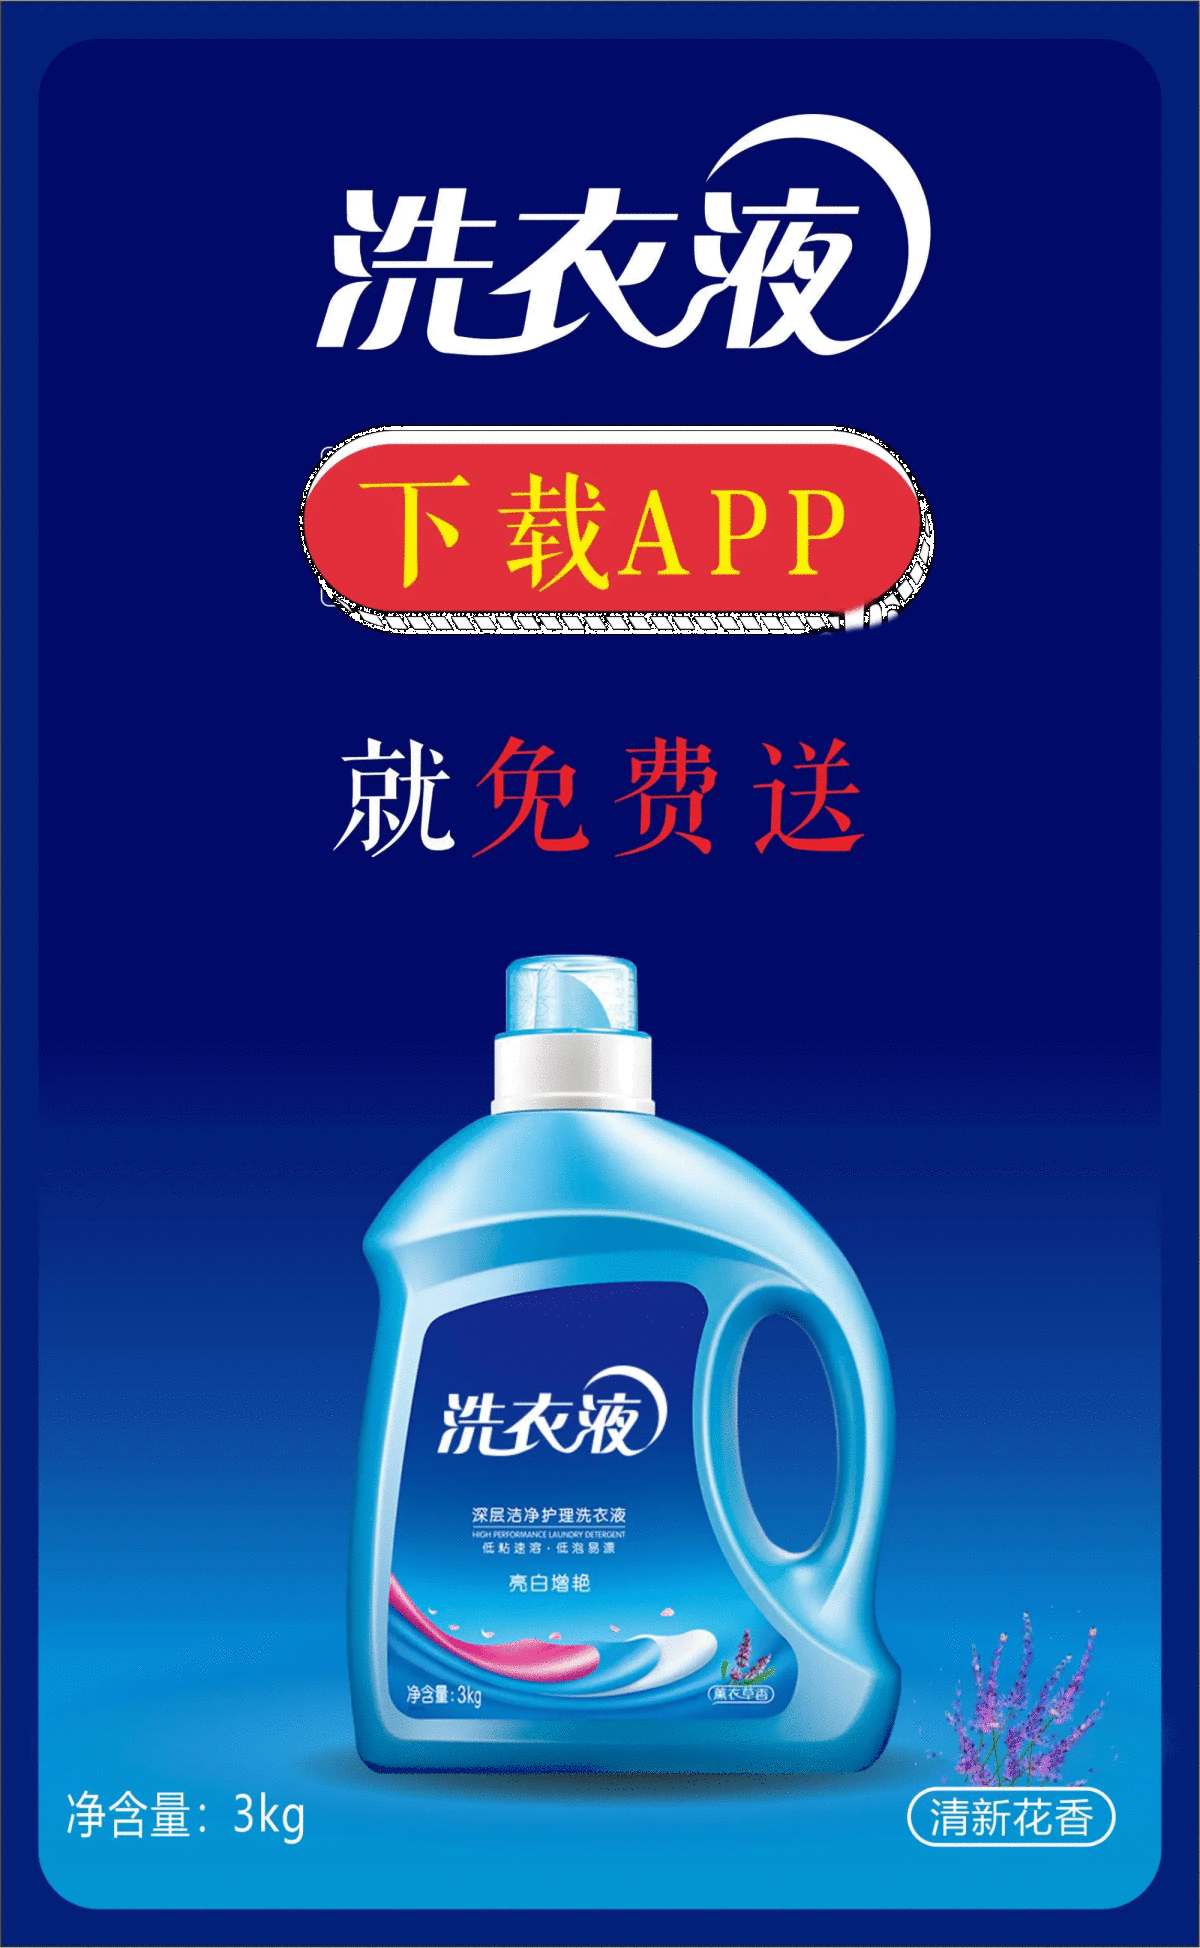 洗衣液
下载APP
就免费送
洗衣液
深层洁净护理洗衣液
HIGH PERFORMANCE LAUNDRY DETERGENT
低粘速溶·低泡易漂
亮白增艳
净含量:3kg
薰衣草香
净含量：3kg
清新花香